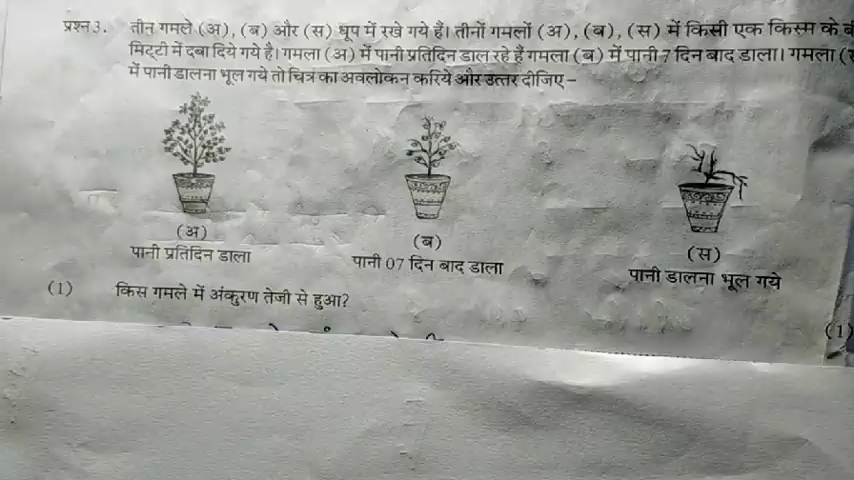 प्रश्न 3. तीन गमले (अ), (ब) और (स) धूप में रखे गये हैं। तीनों गमलों (अ), (ब), (स) में किसी एक किस्म के
मिट्टी में दबा दिये गये है। गमला (अ) में पानी प्रतिदिन डाल रहे हैं गमला (ब) में पानी 7 दिन बाद डाला। गमला
में पानी डालना भूल गये तो चित्र का अवलोकन करिये और उत्तर दीजिए –
(अ) (ब) (स)
पानी प्रतिदिन डाला पानी 07 दिन बाद डाला पानी डालना भूल गये
(1) किस गमले में अंकुरण तेजी से हुआ?
(1)